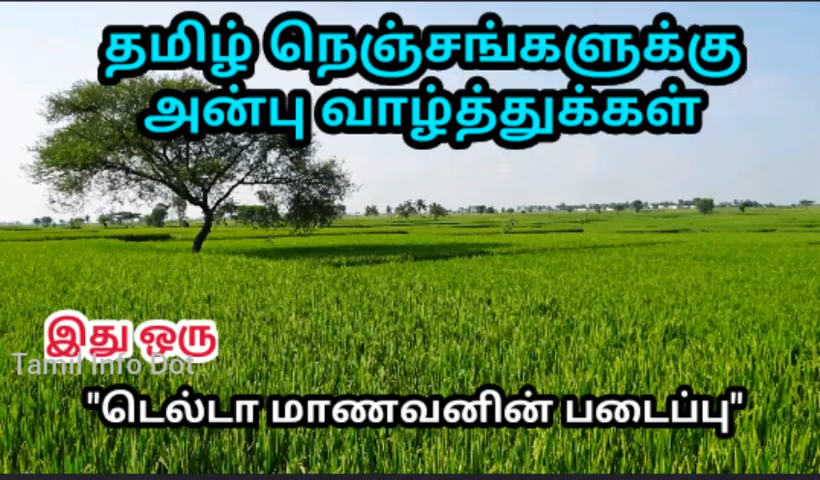 தமிழ் நெஞ்சங்களுக்கு
அன்பு வாழ்த்துக்கள்
இது ஒரு
Tamil Info Dot
"டெல்டா மாணவனின் படைப்பு"